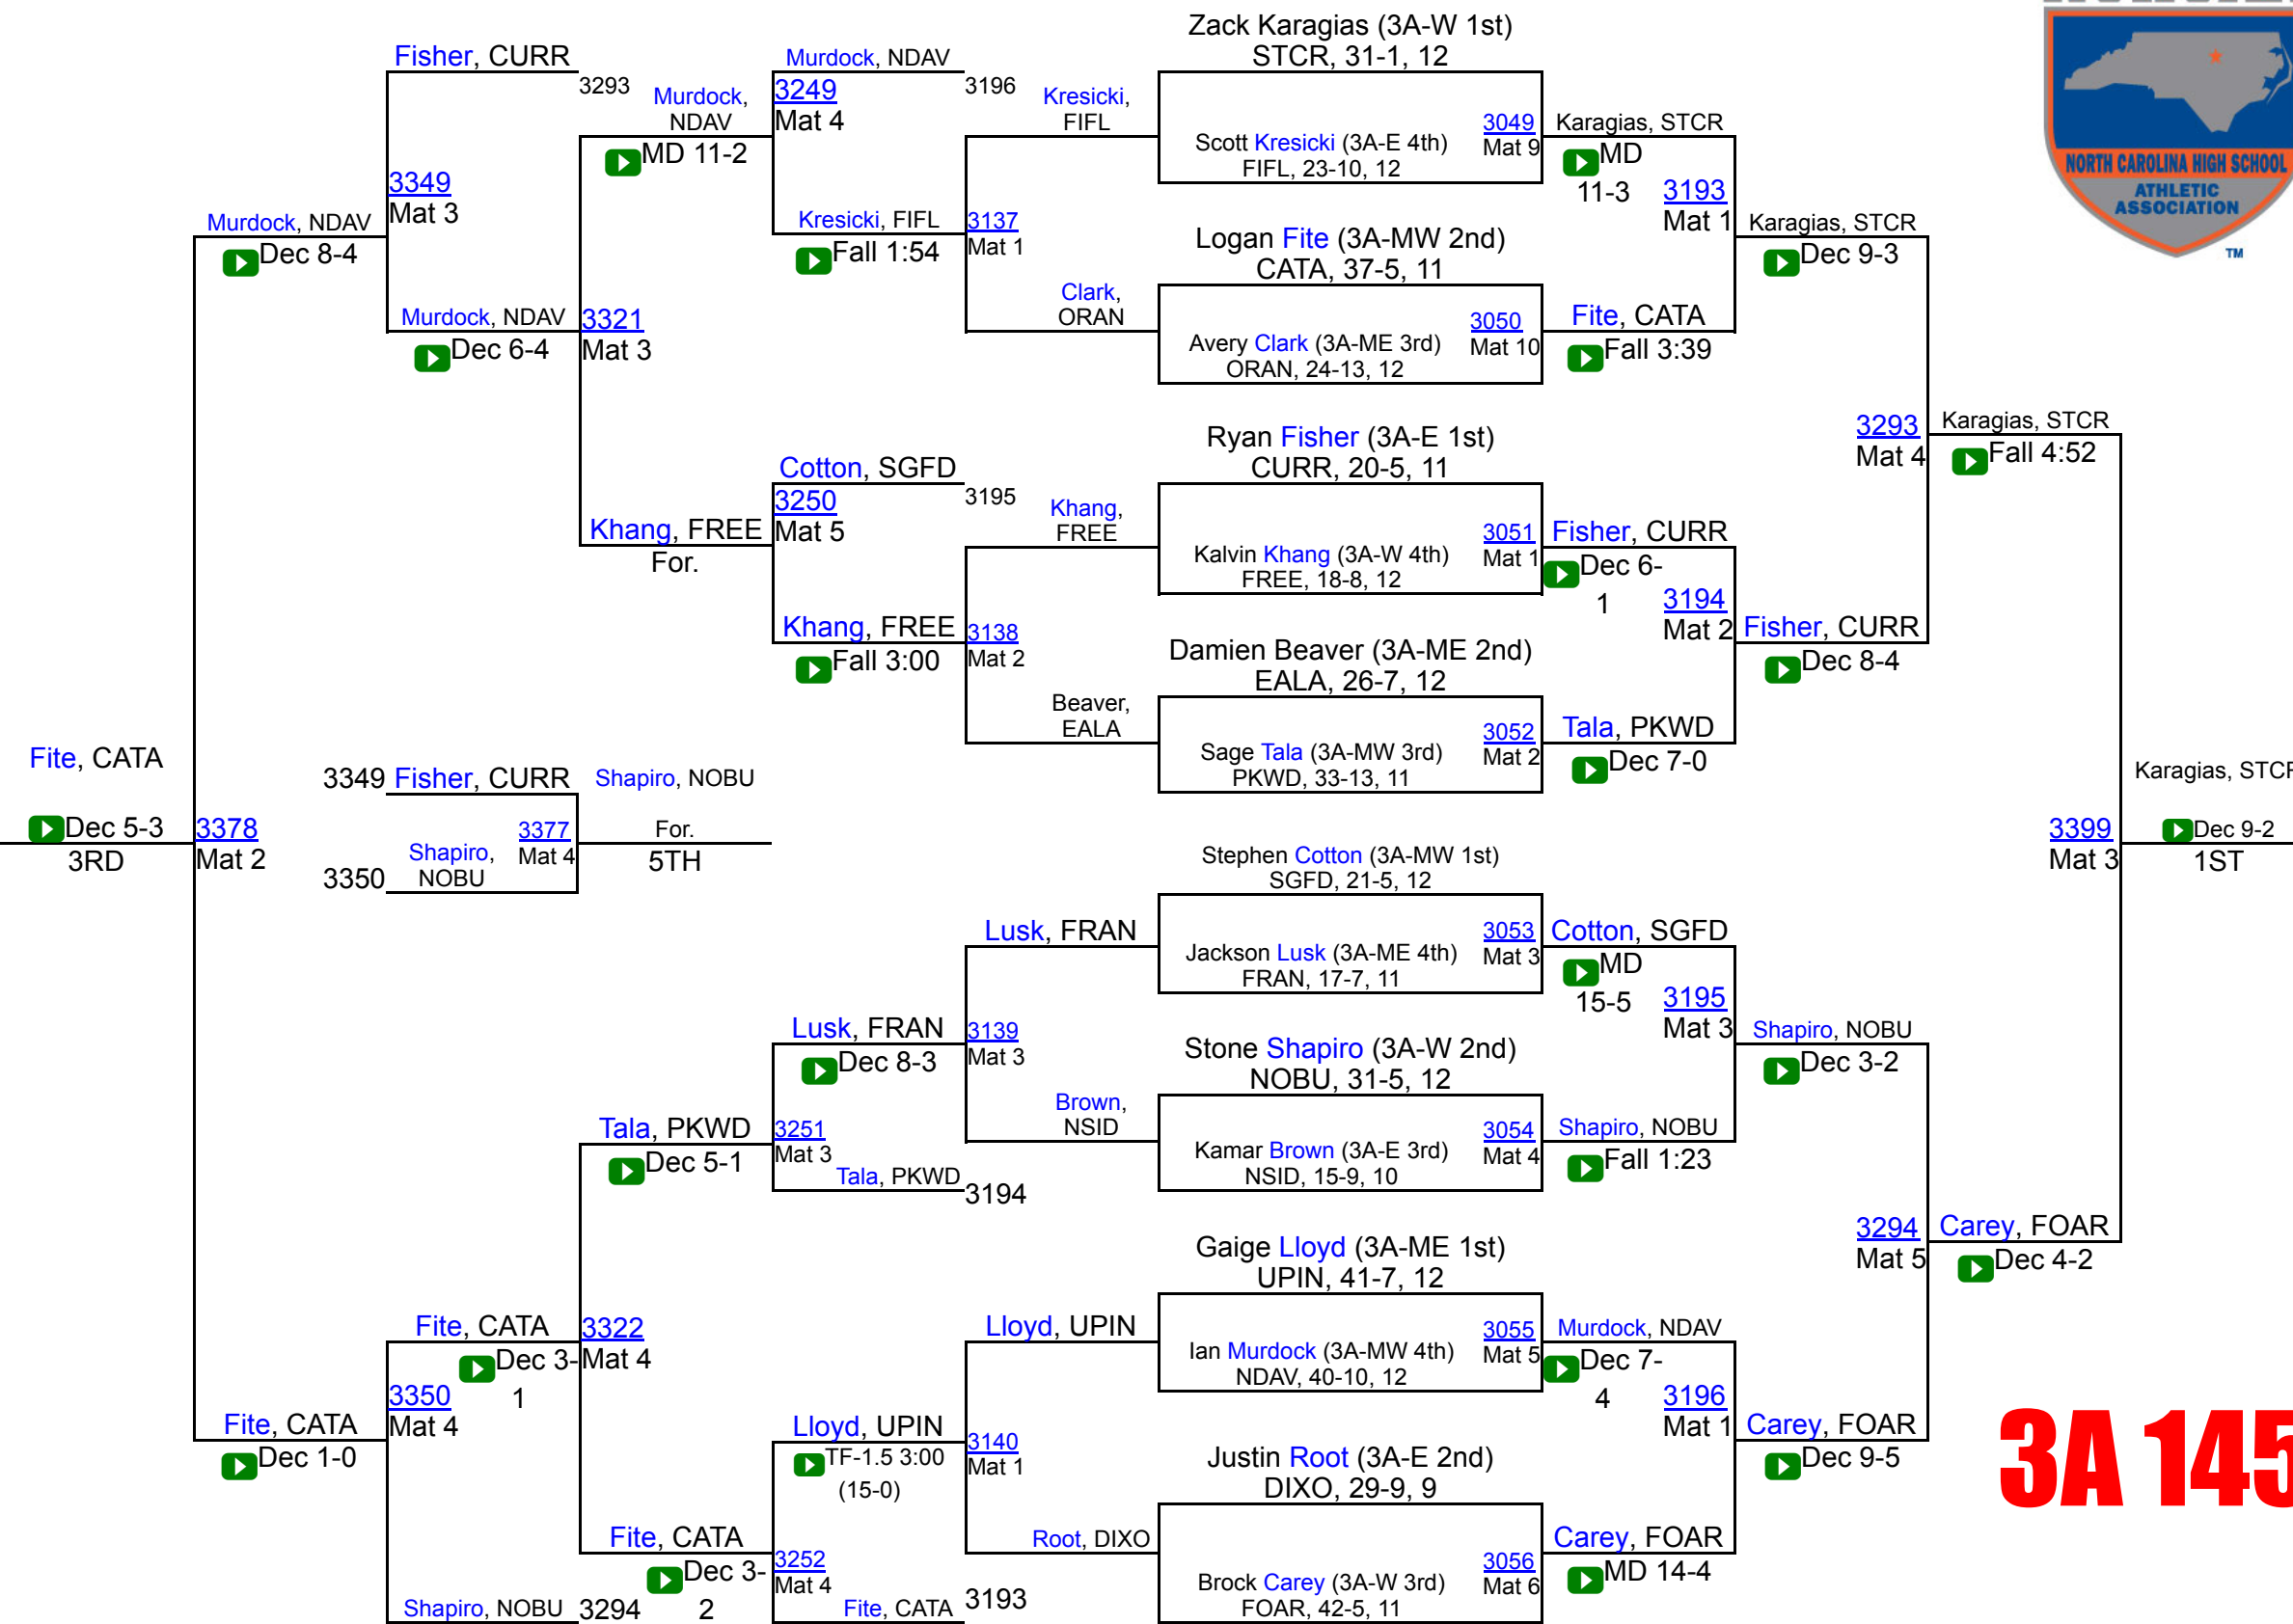 Fisher, CURR
3293
3349
Mat 3
Murdock, NDAV
Dec 8-4
Murdock, NDAV
Dec 6-4
Murdock,
NDAV
MD 11-2
3321
Mat 3
Khang, FREE
For.
Murdock, NDAV
3196
3249
Mat 4
Kresicki, FIFL
Fall 1:54
Cotton, SGFD
3195
3250
Mat 5
Khang, FREE
Fall 3:00
Kresicki,
FIFL
3137
Mat 1
Clark,
ORAN
Khang,
FREE
3138
Mat 2
Beaver,
EALA
Zack Karagias (3A-W 1st)
STCR, 31-1, 12
Scott Kresicki (3A-E 4th)
FIFL, 23-10, 12
3049
Mat 9
Logan Fite (3A-MW 2nd)
CATA, 37-5, 11
Avery Clark (3A-ME 3rd)
ORAN, 24-13, 12
3050
Mat 10
Ryan Fisher (3A-E 1st)
CURR, 20-5, 11
Kalvin Khang (3A-W 4th)
FREE, 18-8, 12
3051
Mat 1
Damien Beaver (3A-ME 2nd)
EALA, 26-7, 12
Sage Tala (3A-MW 3rd)
PKWD, 33-13, 11
3052
Mat 2
Karagias, STCR
MD
11-3
3193
Mat 1
Fite, CATA
Fall 3:39
Karagias, STCR
Dec 9-3
Fisher, CURR
Dec 6-
1
3194
Mat 2
Tala, PKWD
Dec 7-0
Fisher, CURR
Dec 8-4
3293
Mat 4
Karagias, STCR
Fall 4:52
NORTH CAROLINA HIGH SCHOOL
ATHLETIC
ASSOCIATION
TM
Fite, CATA
Dec 5-3
3RD
3378
Mat 2
3349 Fisher, CURR
3350
Shapiro,
NOBU
3377
Mat 4
Shapiro, NOBU
For.
5TH
Karagias, STCR
3399
Mat 3
Dec 9-2
1ST
Stephen Cotton (3A-MW 1st)
SGFD, 21-5, 12
Jackson Lusk (3A-ME 4th)
FRAN, 17-7, 11
3053
Mat 3
Stone Shapiro (3A-W 2nd)
NOBU, 31-5, 12
Kamar Brown (3A-E 3rd)
NSID, 15-9, 10
3054
Mat 4
Gaige Lloyd (3A-ME 1st)
UPIN, 41-7, 12
Ian Murdock (3A-MW 4th)
NDAV, 40-10, 12
3055
Mat 5
Justin Root (3A-E 2nd)
DIXO, 29-9, 9
Brock Carey (3A-W 3rd)
FOAR, 42-5, 11
3056
Mat 6
Cotton, SGFD
MD
15-5
3195
Mat 3
Shapiro, NOBU
Fall 1:23
Shapiro, NOBU
Dec 3-2
Murdock, NDAV
Dec 7-
4
3196
Mat 1
Carey, FOAR
MD 14-4
Carey, FOAR
Dec 9-5
3294
Mat 5
Carey, FOAR
Dec 4-2
Lusk, FRAN
3139
Mat 3
Brown,
NSID
Lusk, FRAN
Dec 8-3
3251
Mat 3
Tala, PKWD
3194
Tala, PKWD
Dec 5-1
Lloyd, UPIN
3140
Mat 1
Root, DIXO
Lloyd, UPIN
TF-1.5 3:00
(15-0)
3252
Mat 4
Fite, CATA
3193
Fite, CATA
Dec 3-
2
3322
Mat 4
Fite, CATA
Dec 3-
1
3350
Mat 4
Shapiro, NOBU
3294
Fite, CATA
Dec 1-0
3A 145